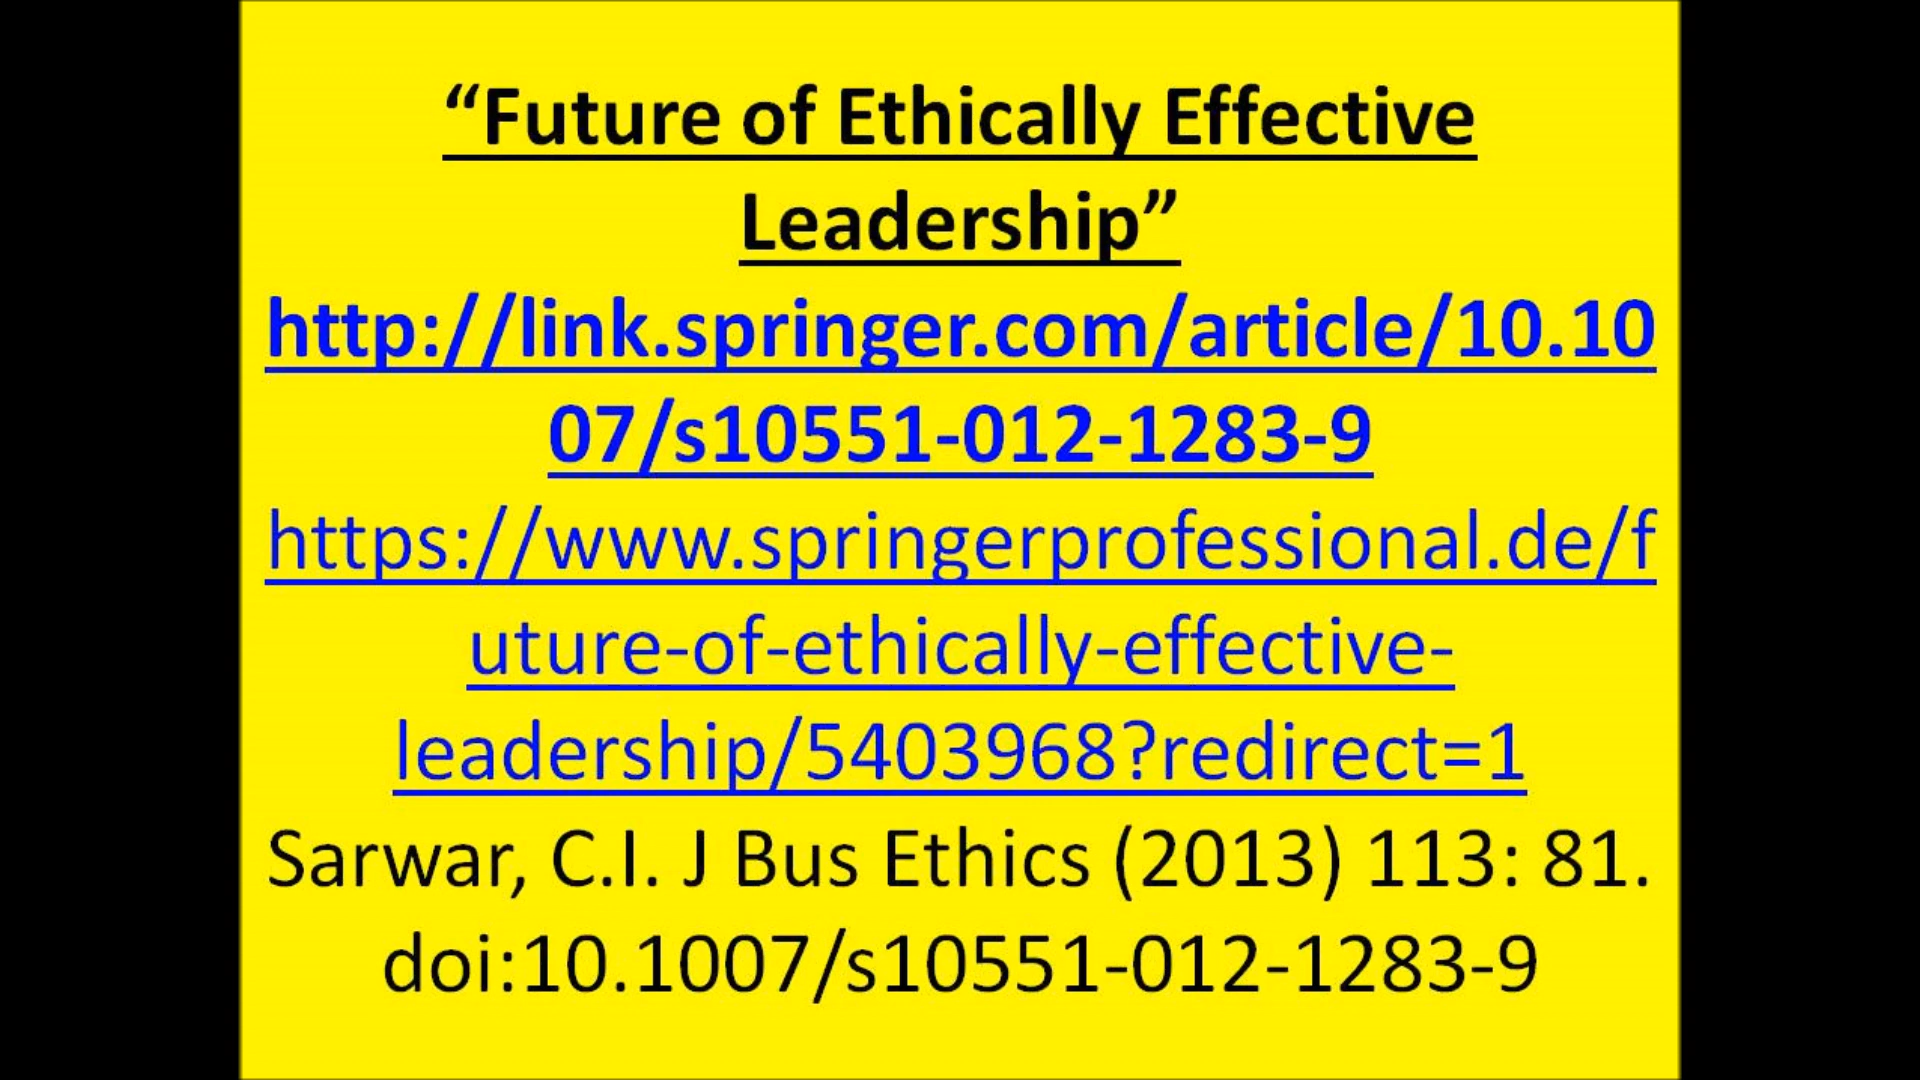 “Future of Ethically Effective
Leadership”
http://link.springer.com/article/10.10
07/s10551-012-1283-9
https://www.springerprofessional.de/f
uture-of-ethically-effective-
leadership/5403968?redirect=1
Sarwar, C.I. J Bus Ethics (2013) 113: 81.
doi:10.1007/s10551-012-1283-9